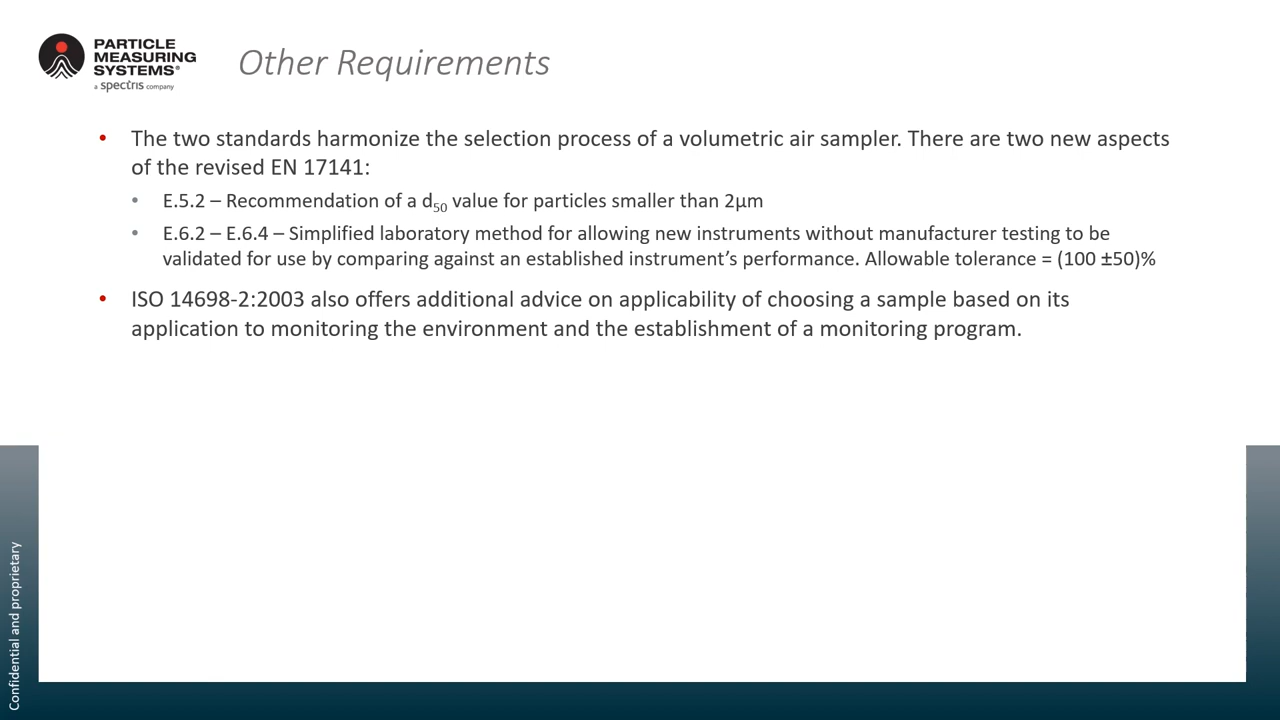 PARTICLE
MEASURING
SYSTEMS®
a spectris company
Other Requirements
• The two standards harmonize the selection process of a volumetric air sampler. There are two new aspects
of the revised EN 17141:
• E.5.2 – Recommendation of a d50 value for particles smaller than 2µm
• E.6.2 – E.6.4 – Simplified laboratory method for allowing new instruments without manufacturer testing to be
validated for use by comparing against an established instrument’s performance. Allowable tolerance = (100 ±50)%
• ISO 14698-2:2003 also offers additional advice on applicability of choosing a sample based on its
application to monitoring the environment and the establishment of a monitoring program.
Confidential and proprietary